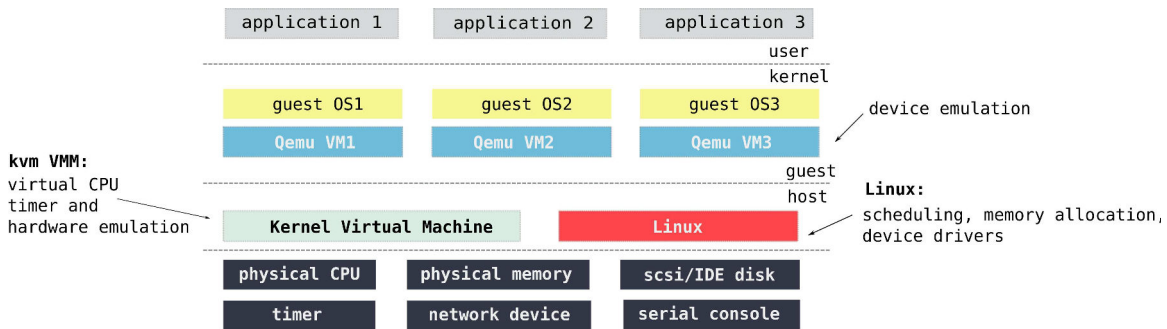 application 1
application 2
application 3
user
kernel
guest OS1
guest OS2
guest OS3
device emulation
Qemu VM1
Qemu VM2
Qemu VM3
kvm VMM:
virtual CPU
timer and
hardware emulation
guest
host
Linux:
scheduling, memory allocation,
device drivers
Kernel Virtual Machine
Linux
physical CPU
physical memory
scsi/IDE disk
timer
network device
serial console